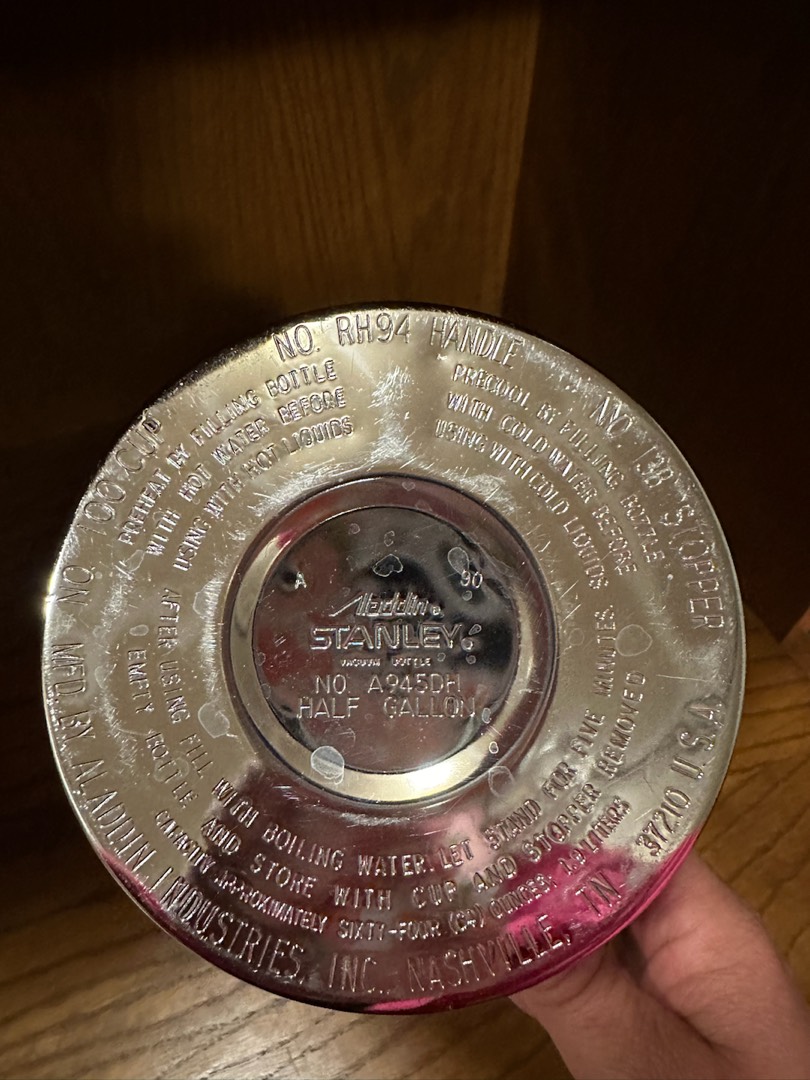 NO. RH94 HANDLE
NO. 13B STOPPER
NO. 100 CUP
PREHEAT BY FILLING BOTTLE
WITH HOT WATER BEFORE
USING WITH HOT LIQUIDS
PRECOOL BY FILLING BOTTLE
WITH COLD WATER BEFORE
USING WITH COLD LIQUIDS
C
A 90
Aladdin®
STANLEY®
VACUUM BOTTLE
NO. A945DH
HALF GALLON
AFTER USING FILL WITH BOILING WATER. LET STAND FOR FIVE MINUTES
EMPTY BOTTLE AND STORE WITH CUP AND STOPPER REMOVED
CAPACITY APPROXIMATELY SIXTY-FOUR (64) OUNCES 1.9 LITERS
MFD. BY ALADDIN INDUSTRIES, INC., NASHVILLE, TN 37210 U.S.A.